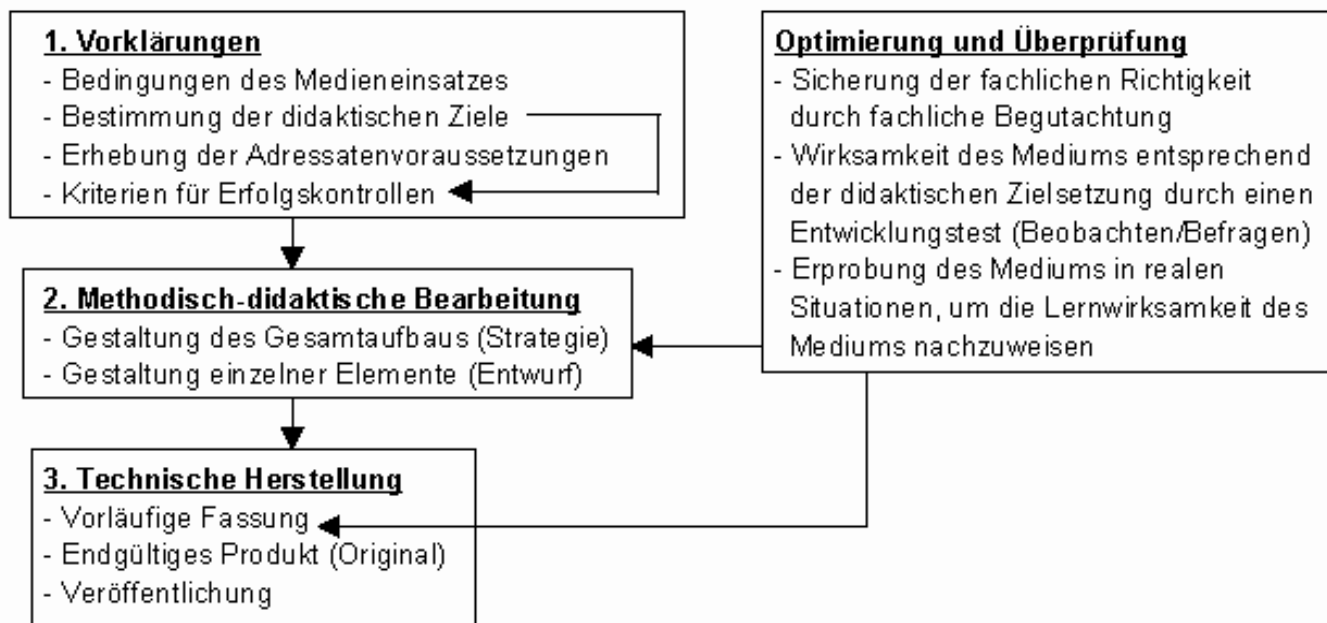 1. Vorklärungen
- Bedingungen des Medieneinsatzes
- Bestimmung der didaktischen Ziele
- Erhebung der Adressatenvoraussetzungen
- Kriterien für Erfolgskontrollen
2. Methodisch-didaktische Bearbeitung
- Gestaltung des Gesamtaufbaus (Strategie)
- Gestaltung einzelner Elemente (Entwurf)
3. Technische Herstellung
- Vorläufige Fassung
- Endgültiges Produkt (Original)
- Veröffentlichung
Optimierung und Überprüfung
- Sicherung der fachlichen Richtigkeit
durch fachliche Begutachtung
- Wirksamkeit des Mediums entsprechend
der didaktischen Zielsetzung durch einen
Entwicklungstest (Beobachten/Befragen)
- Erprobung des Mediums in realen
Situationen, um die Lernwirksamkeit des
Mediums nachzuweisen